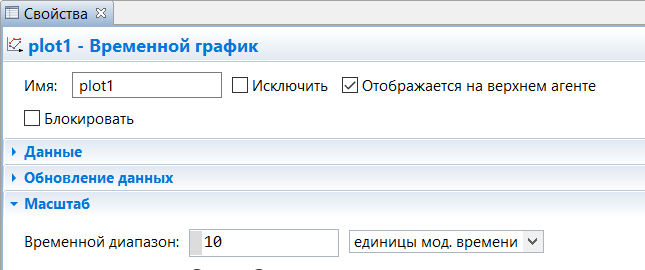 Свойства
plot1 - Временной график
Имя: plot1 Исключить Отображается на верхнем агенте
Блокировать
Данные
Обновление данных
Масштаб
Временной диапазон: 10 единицы мод. времени